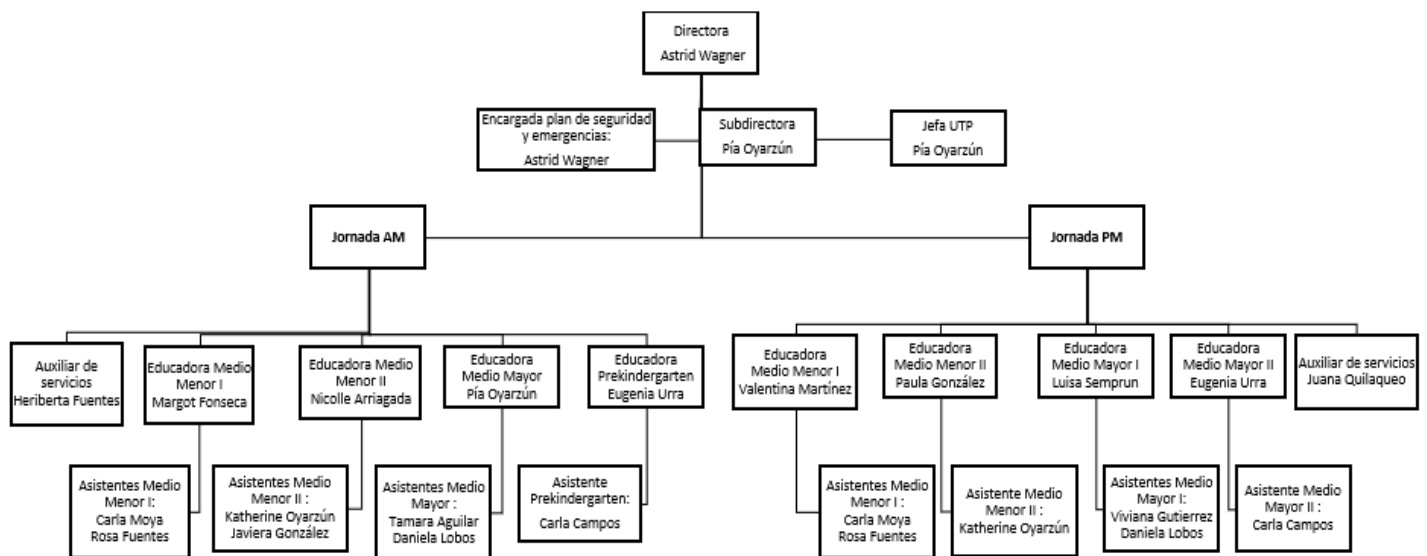 Directora
Astrid Wagner
Encargada plan de seguridad
y emergencias:
Astrid Wagner
Subdirectora
Pía Oyarzún
Jefa UTP
Pía Oyarzún
Jornada AM
Jornada PM
Auxiliar de
servicios
Heriberta Fuentes
Educadora Medio
Menor I
Margot Fonseca
Educadora Medio
Menor II
Nicolle Arriagada
Educadora
Medio Mayor
Pía Oyarzún
Educadora
Prekindergarten
Eugenia Urra
Educadora
Medio Menor I
Valentina Martínez
Educadora
Medio Menor II
Paula González
Educadora
Medio Mayor I
Luisa Semprun
Educadora
Medio Mayor II
Eugenia Urra
Auxiliar de servicios
Juana Quilaqueo
Asistentes Medio
Menor I:
Carla Moya
Rosa Fuentes
Asistentes Medio
Menor II :
Katherine Oyarzún
Javiera González
Asistentes Medio
Mayor :
Tamara Aguilar
Daniela Lobos
Asistente
Prekindergarten:
Carla Campos
Asistentes Medio
Menor I :
Carla Moya
Rosa Fuentes
Asistente Medio
Menor II :
Katherine Oyarzún
Asistentes Medio
Mayor I:
Viviana Gutierrez
Daniela Lobos
Asistente Medio
Mayor II :
Carla Campos